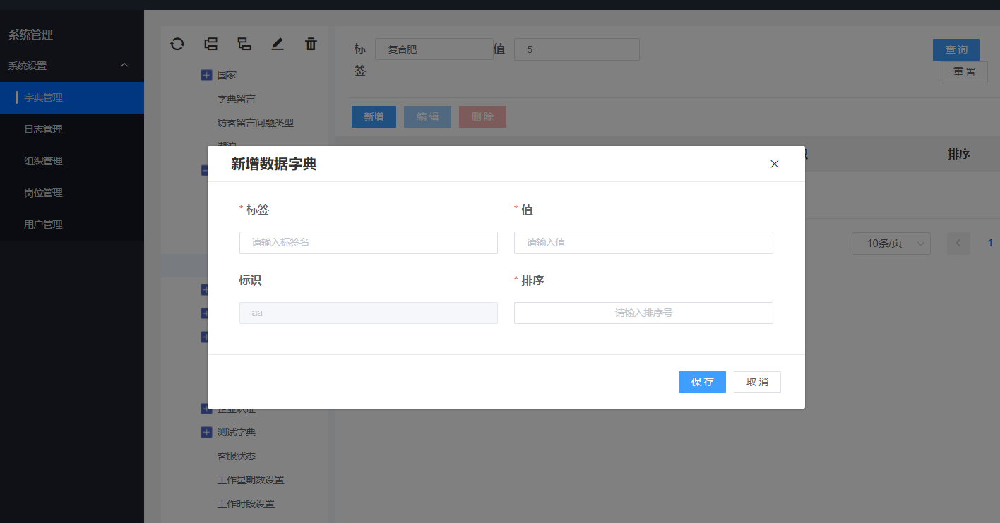 系统管理
系统设置
字典管理
日志管理
组织管理
岗位管理
用户管理
国家
字典留言
访客留言问题类型
企业认证
测试字典
客服状态
工作星期数设置
工作时段设置
标签 复合肥 值 5
查询
重置
新增 编辑 删除
排序
10条/页 1
新增数据字典
* 标签 * 值
请输入标签名 请输入值
标识 * 排序
aa 请输入排序号
保存 取消